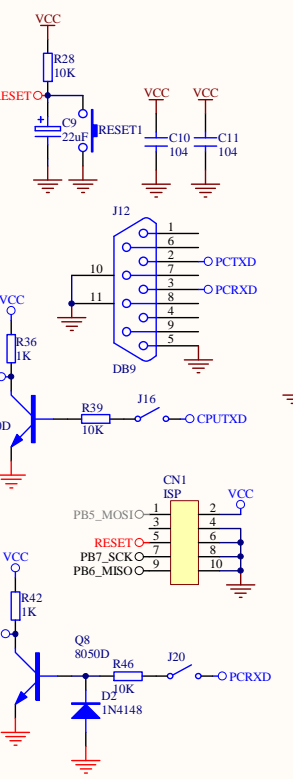 VCC
R28
10K
ESET
C9
22uF
RESET1
VCC
VCC
C10
104
C11
104
J12
1
6
2
PCTXD
10
7
3
PCRXD
11
8
4
9
5
DB9
VCC
R36
1K
R39
10K
J16
CPUTXD
0D
CN1
ISP
VCC
PB5_MOSI
1
2
3
4
RESET
5
6
PB7_SCK
7
8
PB6_MISO
9
10
VCC
R42
1K
Q8
8050D
R46
10K
J20
PCRXD
D2
1N4148